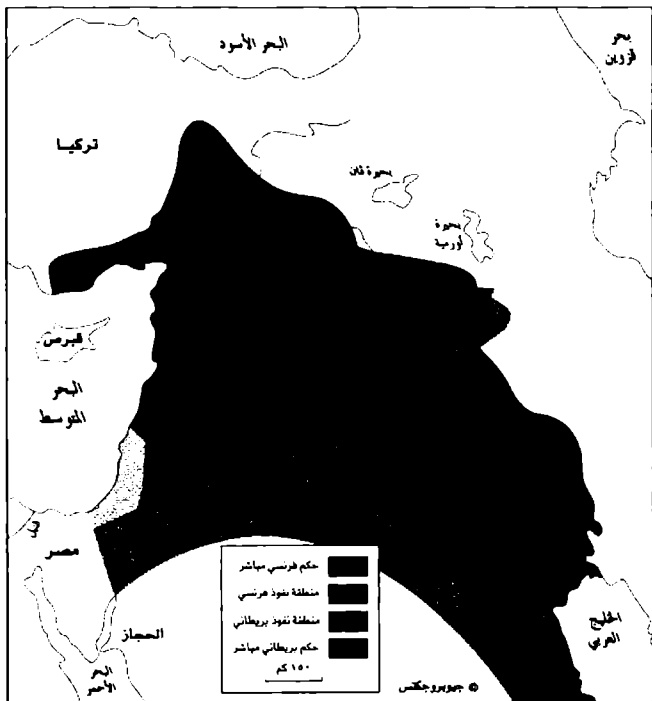 البحر الأسود
بحر
قزوين
تركيا
بحيرة ثان
بحيرة
أورمية
قبرص
البحر
المتوسط
مصر
الحجاز
البحر
الأحمر
الخليج
العربي
حكم فرنسي مباشر
منطقة نفوذ فرنسي
منطقة نفوذ بريطاني
حكم بريطاني مباشر
١٥٠ كم
© جيوبروجكتس